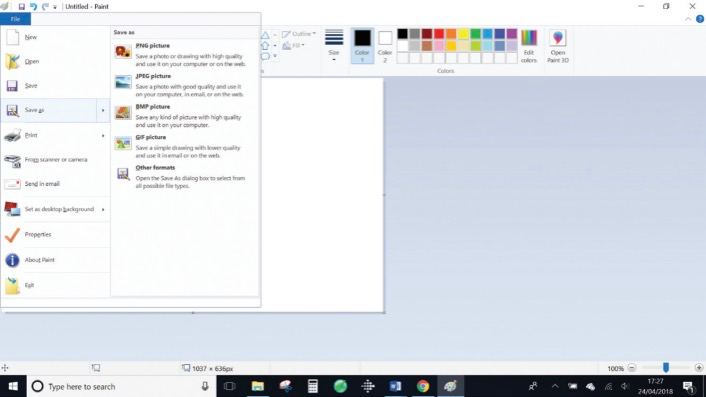 Untitled - Paint
File
New
Open
Save
Save as
Print
From scanner or camera
Send in email
Set as desktop background
Properties
About Paint
Exit
Save as
PNG picture
Save a photo or drawing with high quality
and use it on your computer or on the web.
JPEG picture
Save a photo with good quality and use it
on your computer, in email, or on the web.
BMP picture
Save any kind of picture with high quality
and use it on your computer.
GIF picture
Save a simple drawing with lower quality
and use it in email or on the web.
Other formats
Open the Save As dialog box to select from
all possible file types.
Outline
Fill
Size
Color
1
Color
2
Edit
colors
Open
Paint 3D
Colors
1037 × 636px
100%
Type here to search
17:27
24/04/2018